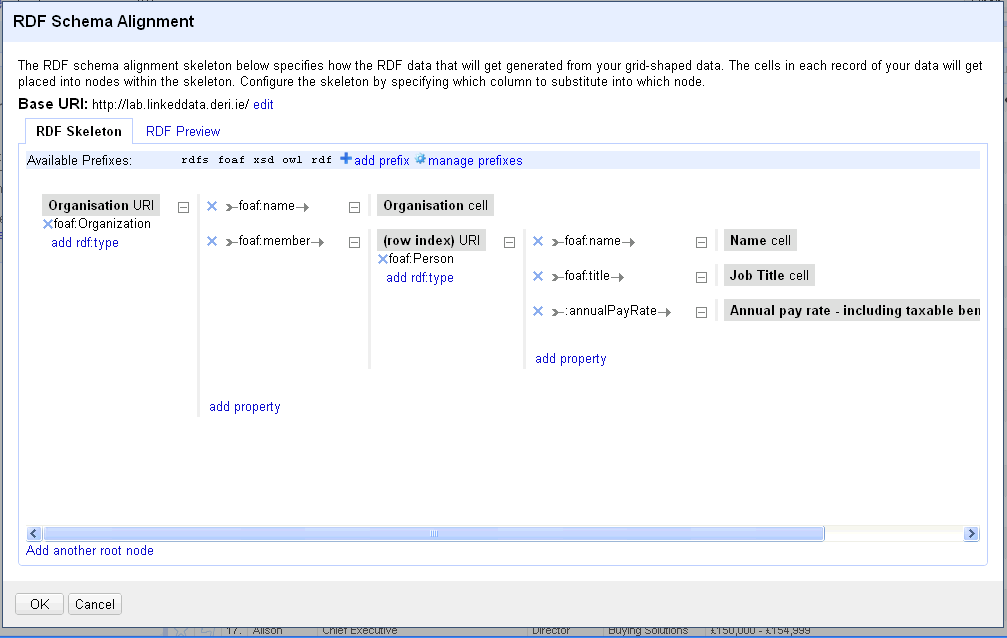 RDF Schema Alignment
The RDF schema alignment skeleton below specifies how the RDF data that will get generated from your grid-shaped data. The cells in each record of your data will get
placed into nodes within the skeleton. Configure the skeleton by specifying which column to substitute into which node.
Base URI: http://lab.linkeddata.deri.ie/ edit
RDF Skeleton RDF Preview
Available Prefixes: rdfs foaf xsd owl rdf add prefix manage prefixes
Organisation URI foaf:name Organisation cell
foaf:Organization
add rdf:type foaf:member (row index) URI foaf:name Name cell
foaf:Person
add rdf:type foaf:title Job Title cell
:annualPayRate Annual pay rate - including taxable ben
add property
add property
Add another root node
OK Cancel
17. Alison Chief Executive Director Buying Solutions £150,000 - £154,999